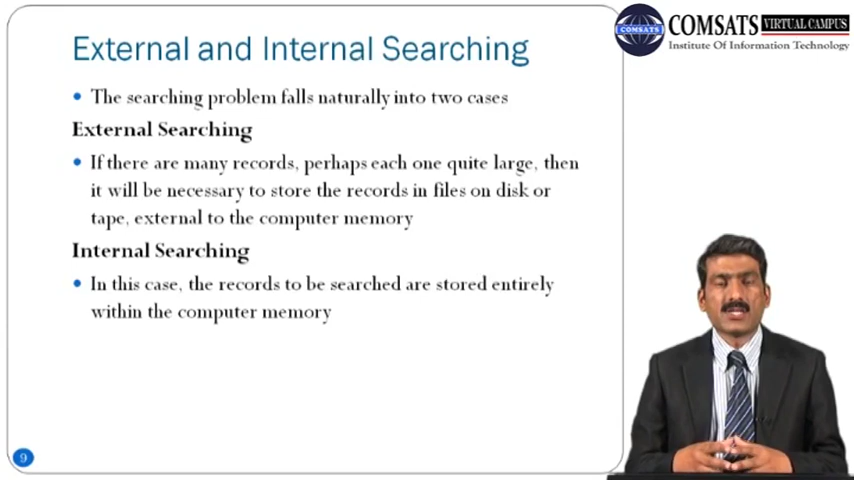 External and Internal Searching
COMSATS VIRTUAL CAMPUS
Institute Of Information Technology
COMSATS
• The searching problem falls naturally into two cases
External Searching
• If there are many records, perhaps each one quite large, then
it will be necessary to store the records in files on disk or
tape, external to the computer memory
Internal Searching
• In this case, the records to be searched are stored entirely
within the computer memory
9